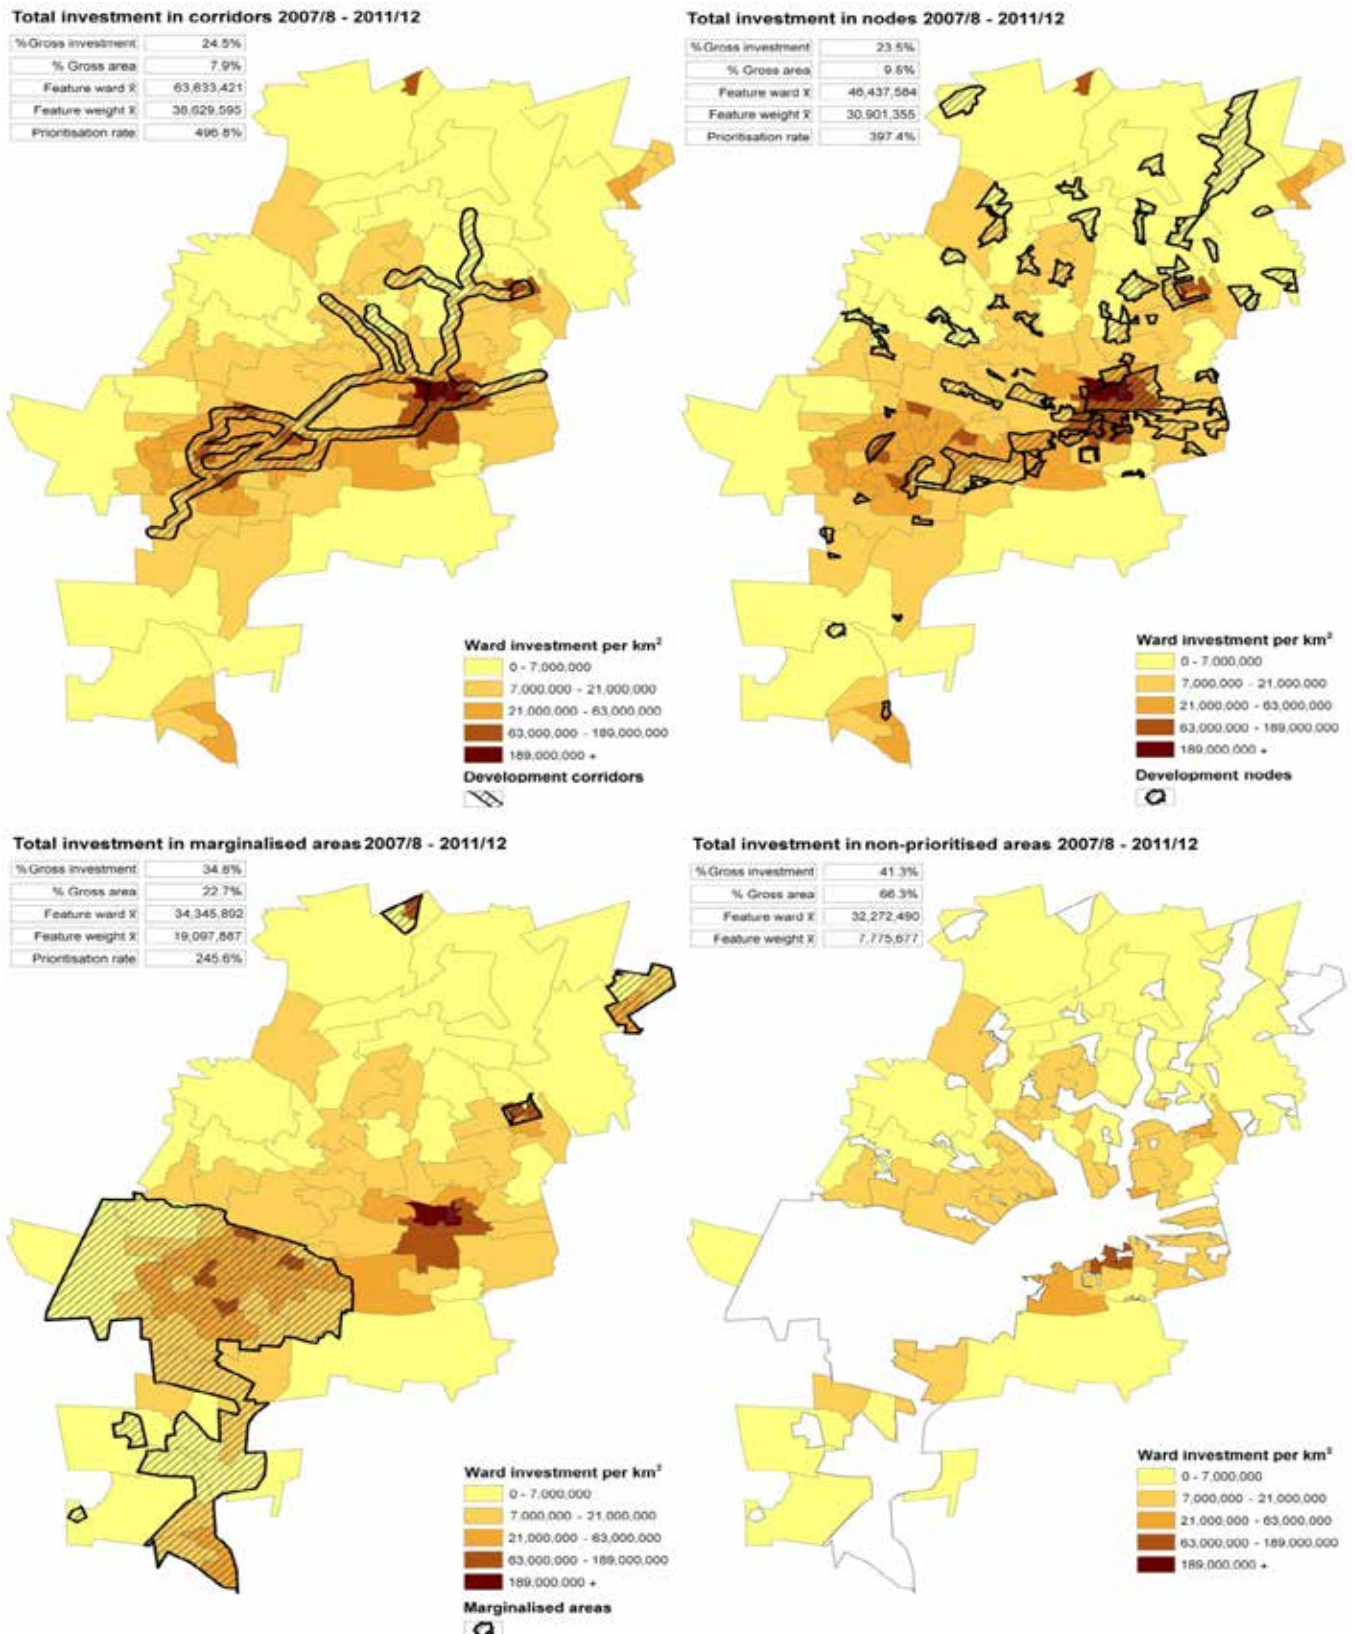 Total investment in corridors 2007/8 - 2011/12
% Gross investment 24.5%
% Gross area 7.9%
Feature ward x̄ 63,633,421
Feature weight x̄ 38,629,595
Prioritisation rate 496.8%
Ward investment per km²
0 - 7,000,000
7,000,000 - 21,000,000
21,000,000 - 63,000,000
63,000,000 - 189,000,000
189,000,000 +
Development corridors
Total investment in nodes 2007/8 - 2011/12
% Gross investment 23.5%
% Gross area 9.5%
Feature ward x̄ 46,437,584
Feature weight x̄ 30,901,355
Prioritisation rate 397.4%
Ward investment per km²
0 - 7,000,000
7,000,000 - 21,000,000
21,000,000 - 63,000,000
63,000,000 - 189,000,000
189,000,000 +
Development nodes
Total investment in marginalised areas 2007/8 - 2011/12
% Gross investment 34.8%
% Gross area 22.7%
Feature ward x̄ 34,345,892
Feature weight x̄ 19,097,887
Prioritisation rate 245.6%
Ward investment per km²
0 - 7,000,000
7,000,000 - 21,000,000
21,000,000 - 63,000,000
63,000,000 - 189,000,000
189,000,000 +
Marginalised areas
Total investment in non-prioritised areas 2007/8 - 2011/12
% Gross investment 41.3%
% Gross area 66.3%
Feature ward x̄ 32,272,490
Feature weight x̄ 7,775,677
Ward investment per km²
0 - 7,000,000
7,000,000 - 21,000,000
21,000,000 - 63,000,000
63,000,000 - 189,000,000
189,000,000 +